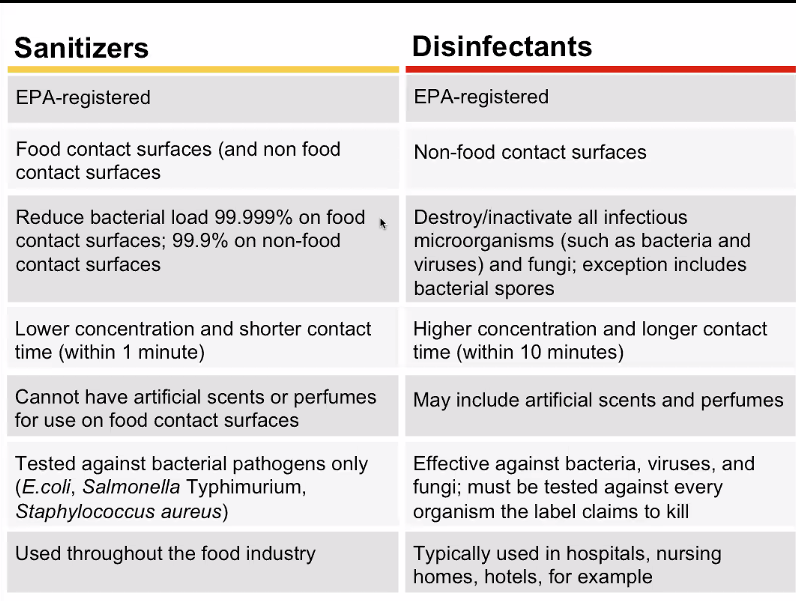 Sanitizers
EPA-registered
Food contact surfaces (and non food
contact surfaces
Reduce bacterial load 99.999% on food
contact surfaces; 99.9% on non-food
contact surfaces
Lower concentration and shorter contact
time (within 1 minute)
Cannot have artificial scents or perfumes
for use on food contact surfaces
Tested against bacterial pathogens only
(E.coli, Salmonella Typhimurium,
Staphylococcus aureus)
Used throughout the food industry
Disinfectants
EPA-registered
Non-food contact surfaces
Destroy/inactivate all infectious
microorganisms (such as bacteria and
viruses) and fungi; exception includes
bacterial spores
Higher concentration and longer contact
time (within 10 minutes)
May include artificial scents and perfumes
Effective against bacteria, viruses, and
fungi; must be tested against every
organism the label claims to kill
Typically used in hospitals, nursing
homes, hotels, for example